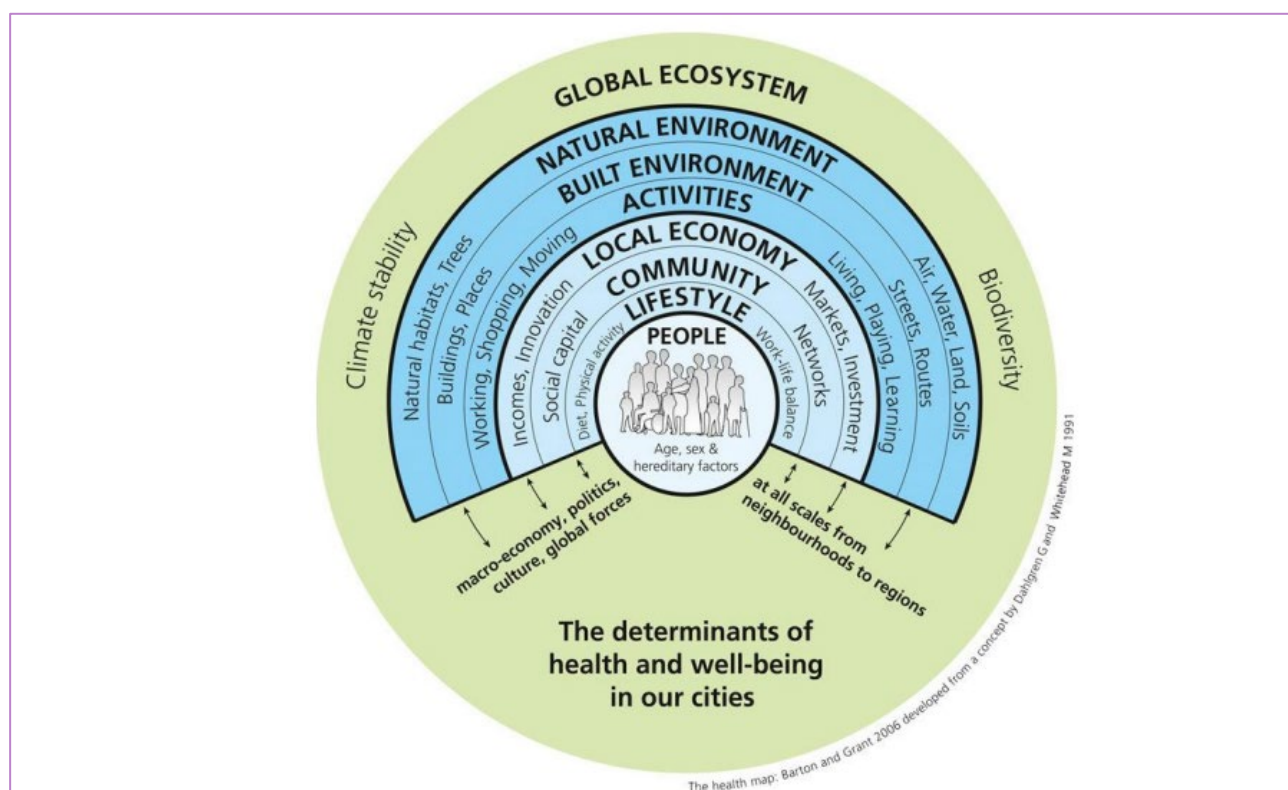 GLOBAL ECOSYSTEM
Climate stability
Biodiversity
NATURAL ENVIRONMENT
Natural habitats, Trees
Air, Water, Land, Soils
BUILT ENVIRONMENT
Buildings, Places
Streets, Routes
ACTIVITIES
Working, Shopping, Moving
Living, Playing, Learning
LOCAL ECONOMY
Incomes, Innovation
Markets, Investment
COMMUNITY
Social capital
Networks
LIFESTYLE
Diet, Physical activity
Work-life balance
PEOPLE
Age, sex &
hereditary factors
macro-economy, politics,
culture, global forces
at all scales from
neighbourhoods to regions
The determinants of
health and well-being
in our cities
The health map: Barton and Grant 2006 developed from a concept by Dahlgren G and Whitehead M 1991